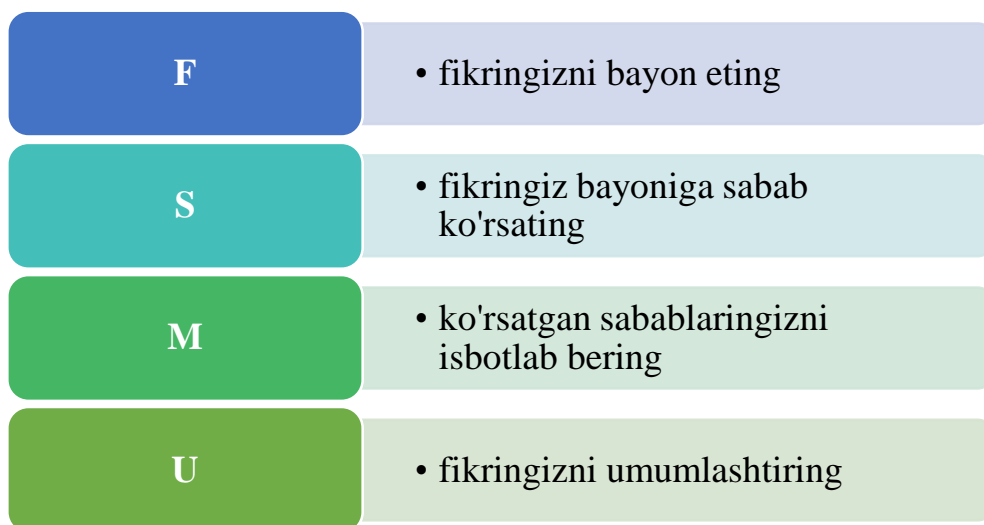 F
• fikringizni bayon eting
S
• fikringiz bayoniga sabab
ko'rsating
M
• ko'rsatgan sabablaringizni
isbotlab bering
U
• fikringizni umumlashtiring